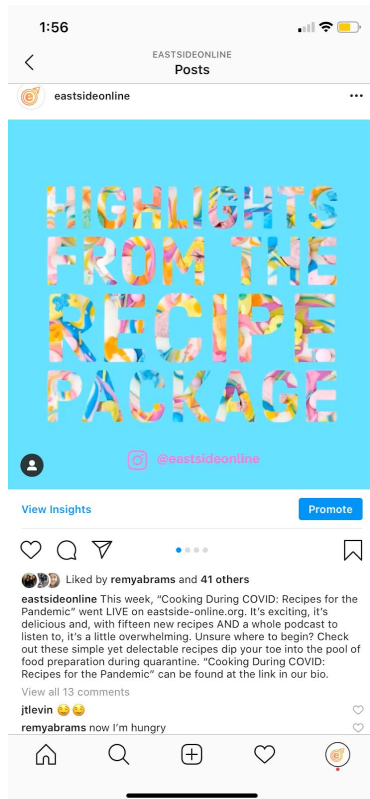 1:56
EASTSIDEONLINE
Posts
eastsideonline
HIGHLIGHTS
FROM THE
RECIPE
PACKAGE
@eastsideonline
View Insights
Promote
Liked by remyabrams and 41 others
eastsideonline This week, “Cooking During COVID: Recipes for the
Pandemic” went LIVE on eastside-online.org. It’s exciting, it’s
delicious and, with fifteen new recipes AND a whole podcast to
listen to, it’s a little overwhelming. Unsure where to begin? Check
out these simple yet delectable recipes dip your toe into the pool of
food preparation during quarantine. “Cooking During COVID:
Recipes for the Pandemic” can be found at the link in our bio.
View all 13 comments
jtlevin 😂😂
remyabrams now I’m hungry